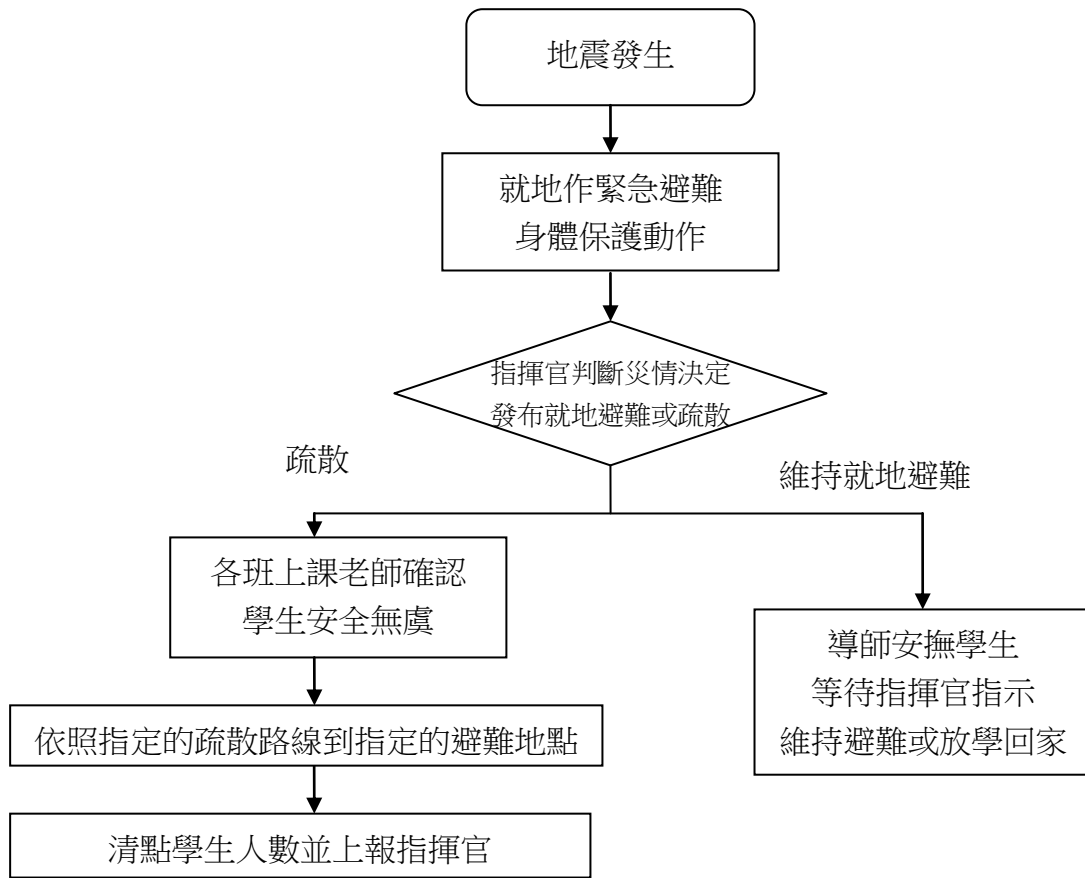 地震發生
就地作緊急避難
身體保護動作
指揮官判斷災情決定
發布就地避難或疏散
疏散
維持就地避難
各班上課老師確認
學生安全無虞
依照指定的疏散路線到指定的避難地點
清點學生人數並上報指揮官
導師安撫學生
等待指揮官指示
維持避難或放學回家